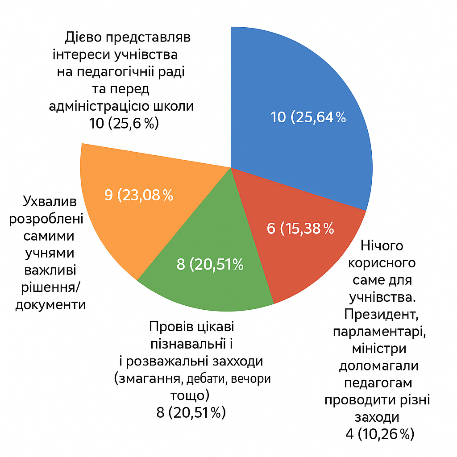 Дієво представляв
інтереси учнівства
на педагогічніі раді
та перед
адміністрацією школи
10 (25,6 %)
10 (25,64 %
9 (23,08 %
6 (15,38 %
8 (20,51%
Ухвалив
розроблені
самими
учнями
важливі
рішення/
документи
Нічого
корисного
саме для
учнівства.
Президент,
парламентарі,
міністри
допомагали
педагогам
проводити різні
заходи
4 (10,26 %)
Провів цікаві
пізнавальні і
і розважальні захходи
(змагання, дебати, вечори
тощо)
8 (20,51%)